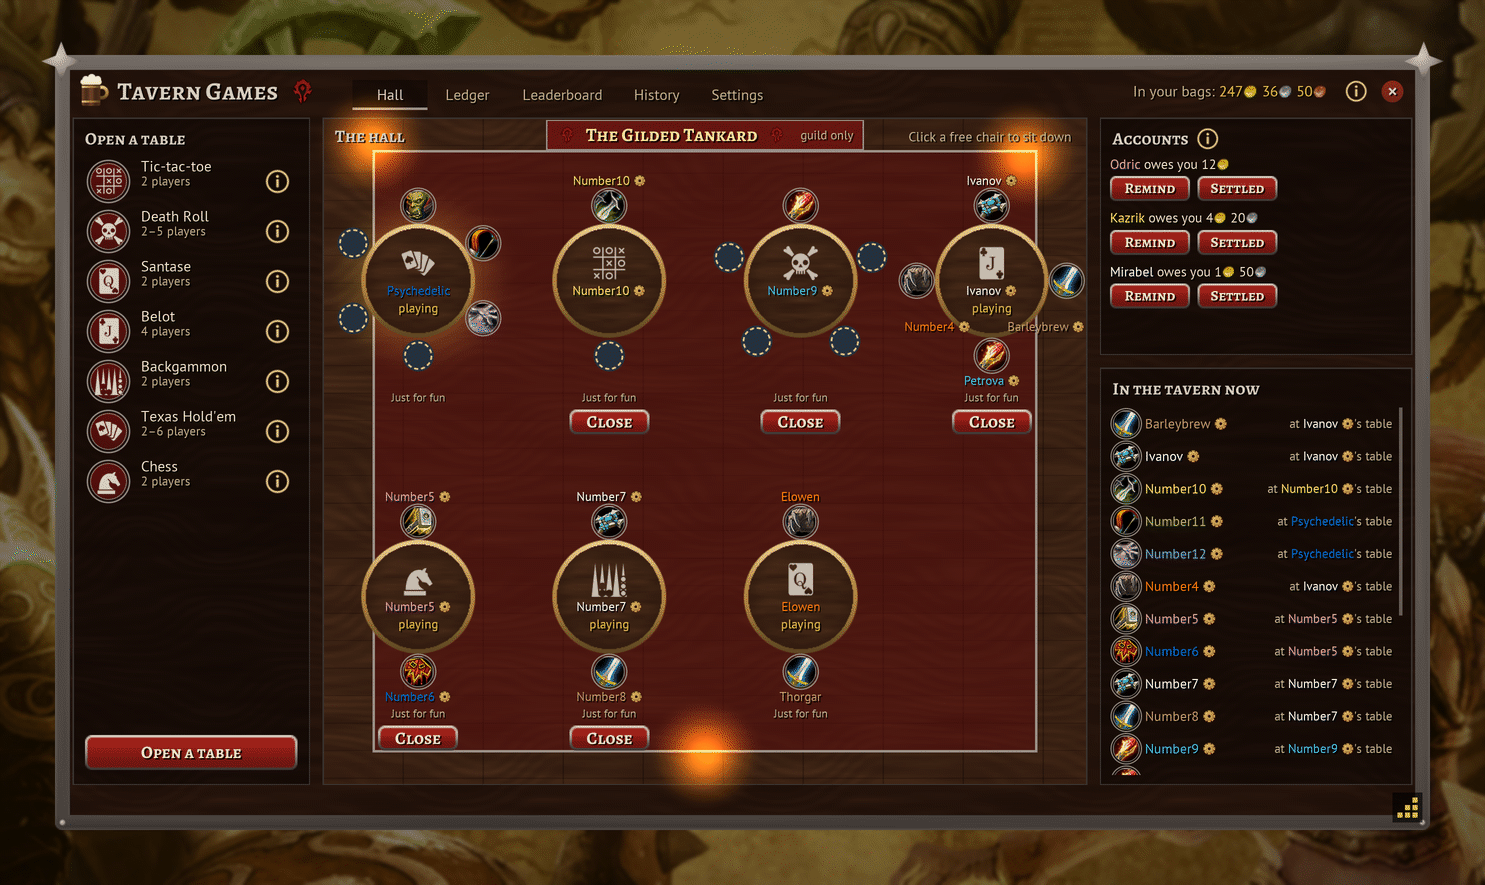 Tavern Games
Hall
Ledger
Leaderboard
History
Settings
In your bags: 247 36 50
Open a table
Tic-tac-toe
2 players
Death Roll
2–5 players
Santase
2 players
Belot
4 players
Backgammon
2 players
Texas Hold'em
2–6 players
Chess
2 players
Open a table
The Hall
The Gilded Tankard
guild only
Click a free chair to sit down
Psychedelic
playing
Just for fun
Number10
Number10
Just for fun
Close
Number9
Just for fun
Close
Ivanov
J
Ivanov
playing
Number4
Barleybrew
Petrova
Just for fun
Close
Number5
Number5
playing
Number6
Just for fun
Close
Number7
Number7
playing
Number8
Just for fun
Close
Elowen
Q
Elowen
playing
Thorgar
Just for fun
Accounts
Odric owes you 12
Remind
Settled
Kazrik owes you 4 20
Remind
Settled
Mirabel owes you 1 50
Remind
Settled
In the tavern now
Barleybrew at Ivanov's table
Ivanov at Ivanov's table
Number10 at Number10's table
Number11 at Psychedelic's table
Number12 at Psychedelic's table
Number4 at Ivanov's table
Number5 at Number5's table
Number6 at Number5's table
Number7 at Number7's table
Number8 at Number7's table
Number9 at Number9's table